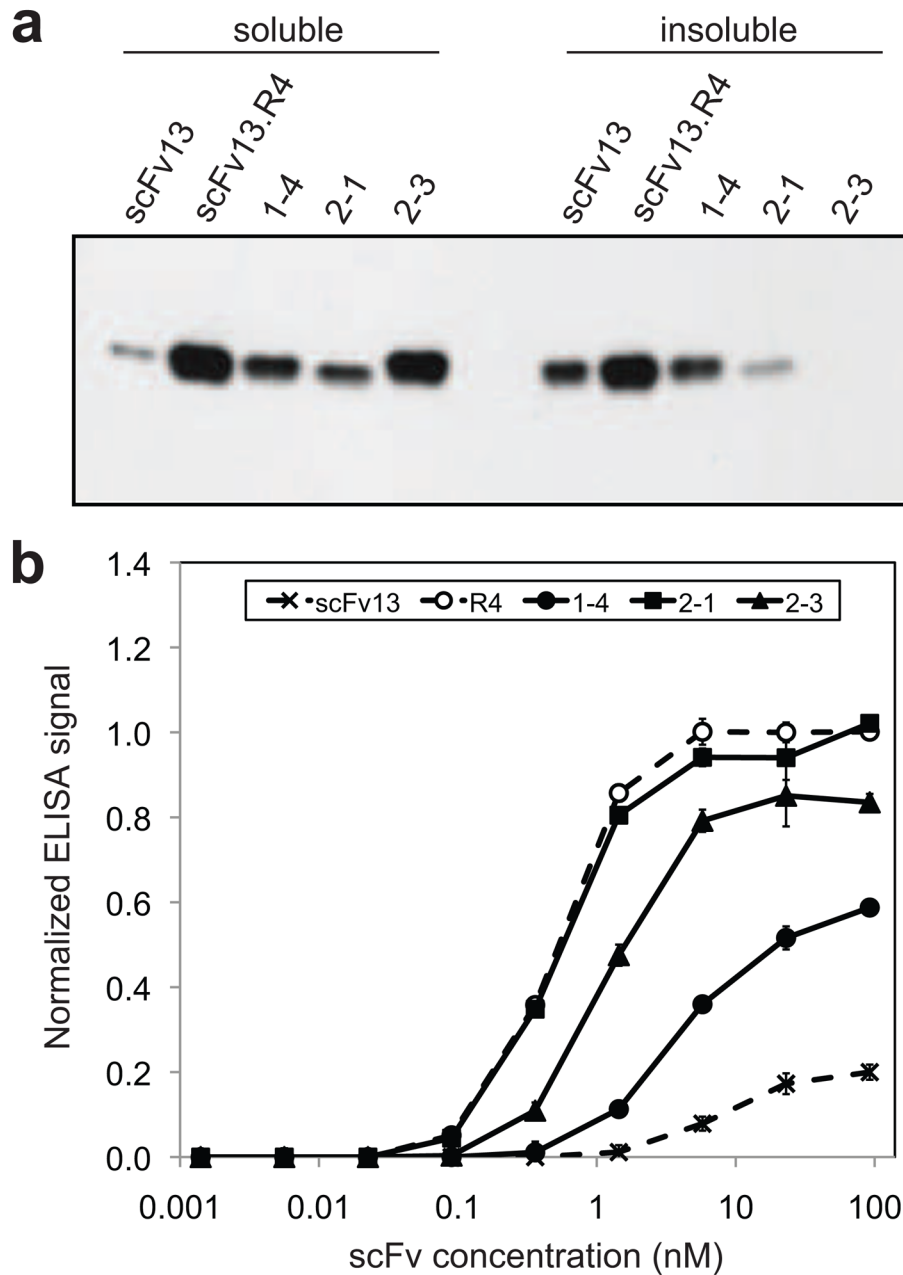 a
soluble insoluble
scFv13 scFv13.R4 1-4 2-1 2-3 scFv13 scFv13.R4 1-4 2-1 2-3
b
1.4
1.2
1.0
0.8
0.6
0.4
0.2
0.0
Normalized ELISA signal
scFv13 R4 1-4 2-1 2-3
0.001 0.01 0.1 1 10 100
scFv concentration (nM)